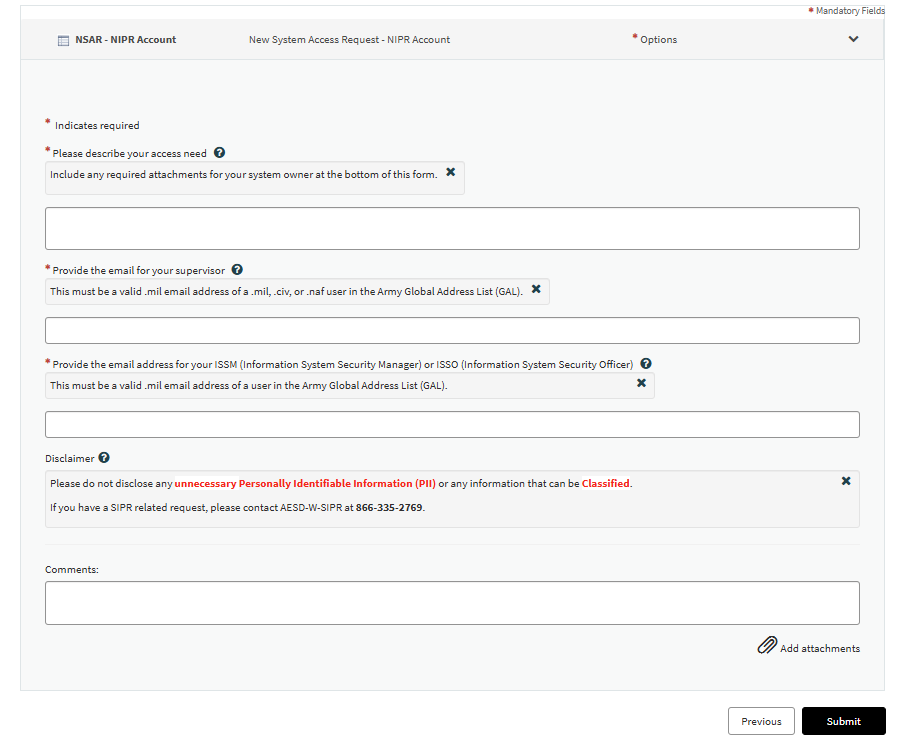 * Mandatory Fields
NSAR - NIPR Account New System Access Request - NIPR Account * Options
* Indicates required
* Please describe your access need ?
Include any required attachments for your system owner at the bottom of this form.
* Provide the email for your supervisor ?
This must be a valid .mil email address of a .mil, .civ, or .naf user in the Army Global Address List (GAL).
* Provide the email address for your ISSM (Information System Security Manager) or ISSO (Information System Security Officer) ?
This must be a valid .mil email address of a user in the Army Global Address List (GAL).
Disclaimer ?
Please do not disclose any unnecessary Personally Identifiable Information (PII) or any information that can be Classified.
If you have a SIPR related request, please contact AESD-W-SIPR at 866-335-2769.
Comments:
Add attachments
Previous Submit